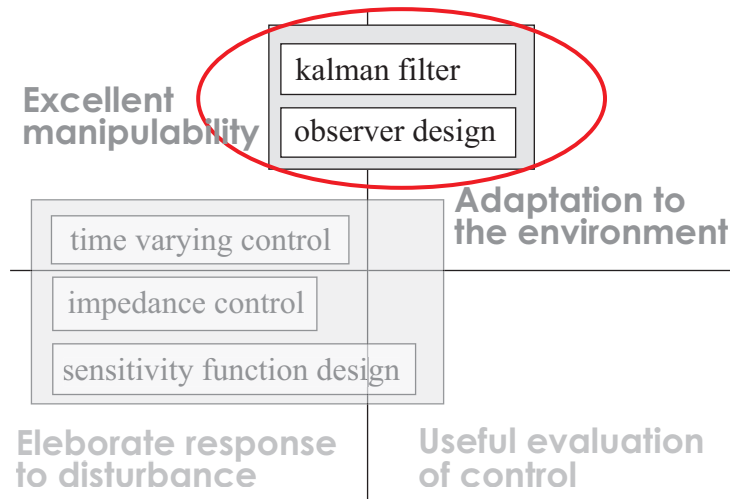 kalman filter
Excellent
manipulability
observer design
Adaptation to
the environment
time varying control
impedance control
sensitivity function design
Eleborate response
to disturbance
Useful evaluation
of control